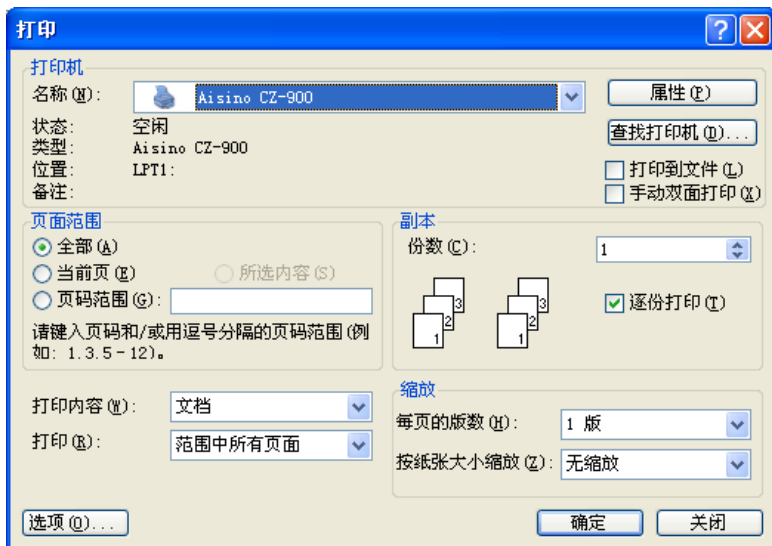 打印
打印机
名称(N): Aisino CZ-900 属性(P)
状态: 空闲 查找打印机(D)...
类型: Aisino CZ-900
位置: LPT1: 打印到文件(L)
备注: 手动双面打印(X)
页面范围
全部(A)
当前页(E) 所选内容(S)
页码范围(G):
请键入页码和/或用逗号分隔的页码范围(例
如: 1.3.5-12)。
副本
份数(C): 1
3 3
2 2
1 1
逐份打印(T)
打印内容(W): 文档
打印(R): 范围中所有页面
缩放
每页的版数(H): 1 版
按纸张大小缩放(Z): 无缩放
选项(O)... 确定 关闭